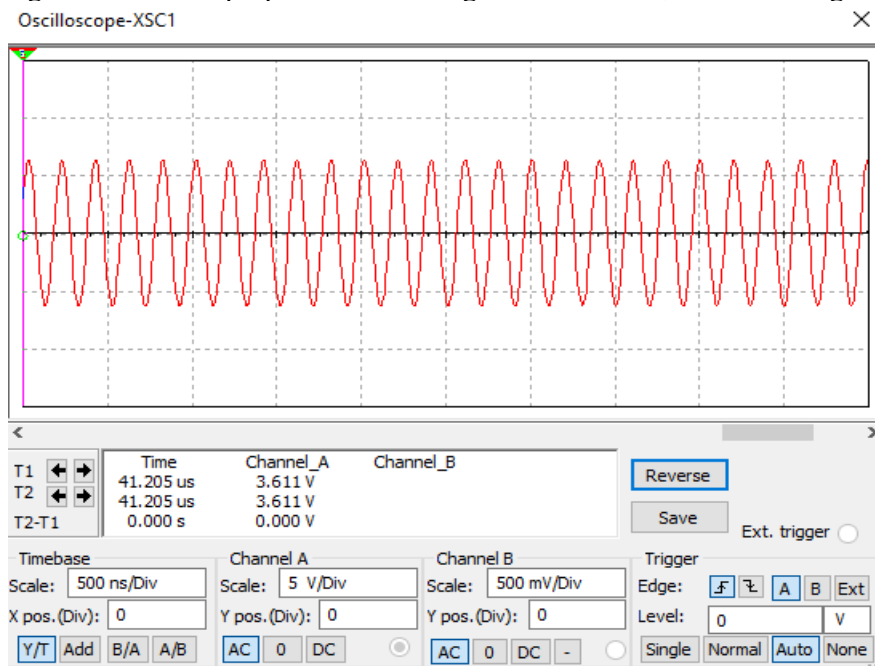 Oscilloscope-XSC1
T1
T2
T2-T1
Time Channel_A Channel_B
41.205 us 3.611 V
41.205 us 3.611 V
0.000 s 0.000 V
Reverse
Save
Ext. trigger
Timebase
Scale: 500 ns/Div
X pos.(Div): 0
Y/T Add B/A A/B
Channel A
Scale: 5 V/Div
Y pos.(Div): 0
AC 0 DC
Channel B
Scale: 500 mV/Div
Y pos.(Div): 0
AC 0 DC -
Trigger
Edge: A B Ext
Level: 0 V
Single Normal Auto None